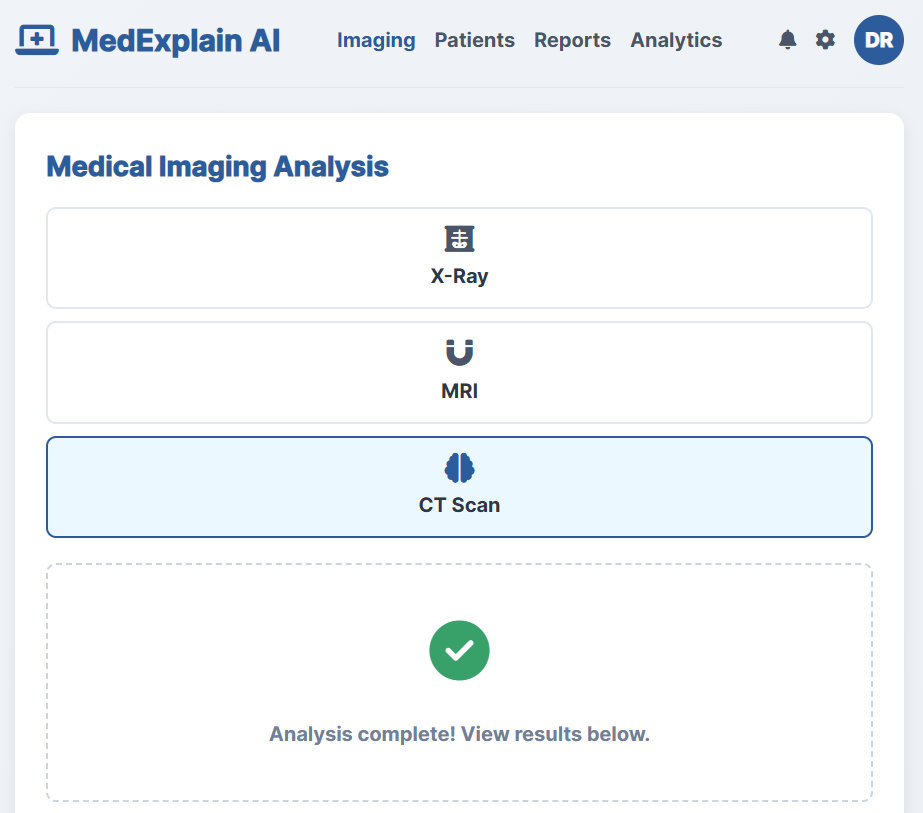 MedExplain AI
Imaging Patients Reports Analytics
DR
Medical Imaging Analysis
X-Ray
MRI
CT Scan
Analysis complete! View results below.